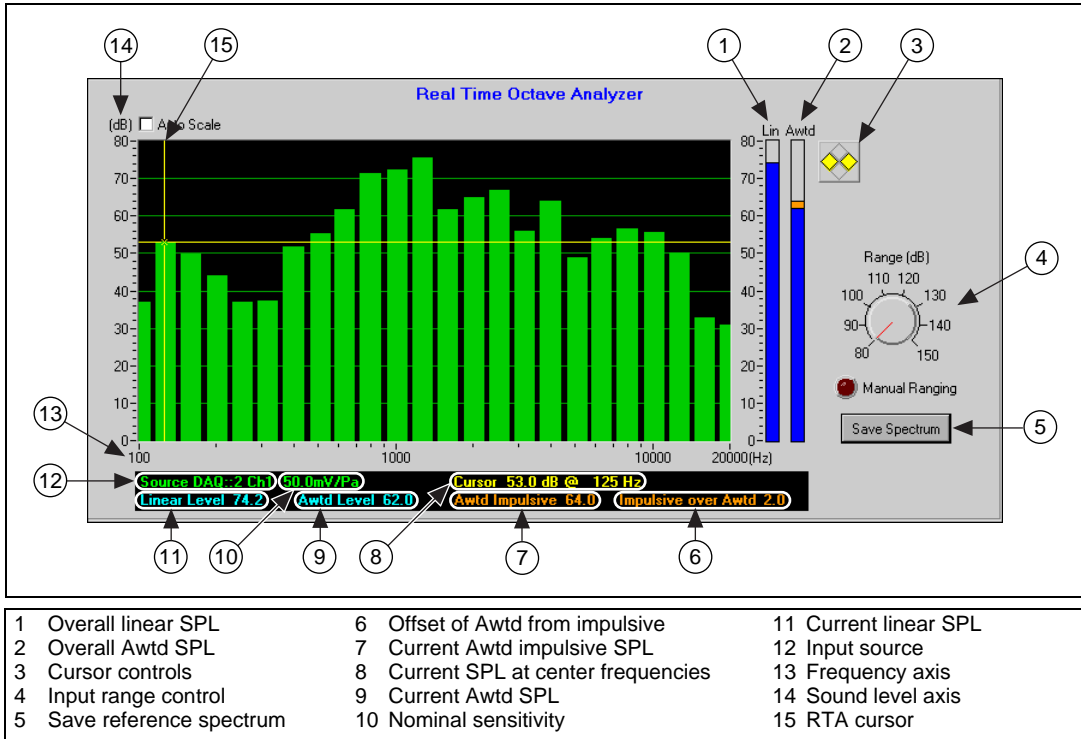 14 15 1 2 3
Real Time Octave Analyzer
(dB) Auto Scale Lin Awtd
80 80
70 70
60 60
50 50
40 40
30 30
20 20
10 10
0 0
100 1000 10000 20000(Hz)
Range (dB)
110 120
100 130
90 140
80 150
4
Manual Ranging
Save Spectrum
5
13
12
Source DAQ::2 Ch1 50.0mV/Pa Cursor 53.0 dB @ 125 Hz
Linear Level 74.2 Awtd Level 62.0 Awtd Impulsive 64.0 Impulsive over Awtd 2.0
11 10 9 8 7 6
1 Overall linear SPL
2 Overall Awtd SPL
3 Cursor controls
4 Input range control
5 Save reference spectrum
6 Offset of Awtd from impulsive
7 Current Awtd impulsive SPL
8 Current SPL at center frequencies
9 Current Awtd SPL
10 Nominal sensitivity
11 Current linear SPL
12 Input source
13 Frequency axis
14 Sound level axis
15 RTA cursor